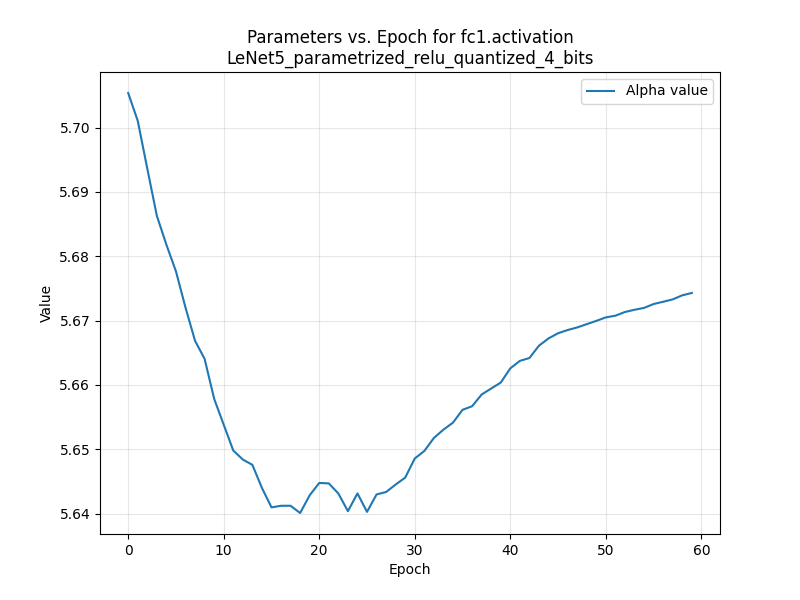 Parameters vs. Epoch for fc1.activation
LeNet5_parametrized_relu_quantized_4_bits
Alpha value
5.70
5.69
5.68
5.67
5.66
5.65
5.64
Value
0 10 20 30 40 50 60
Epoch